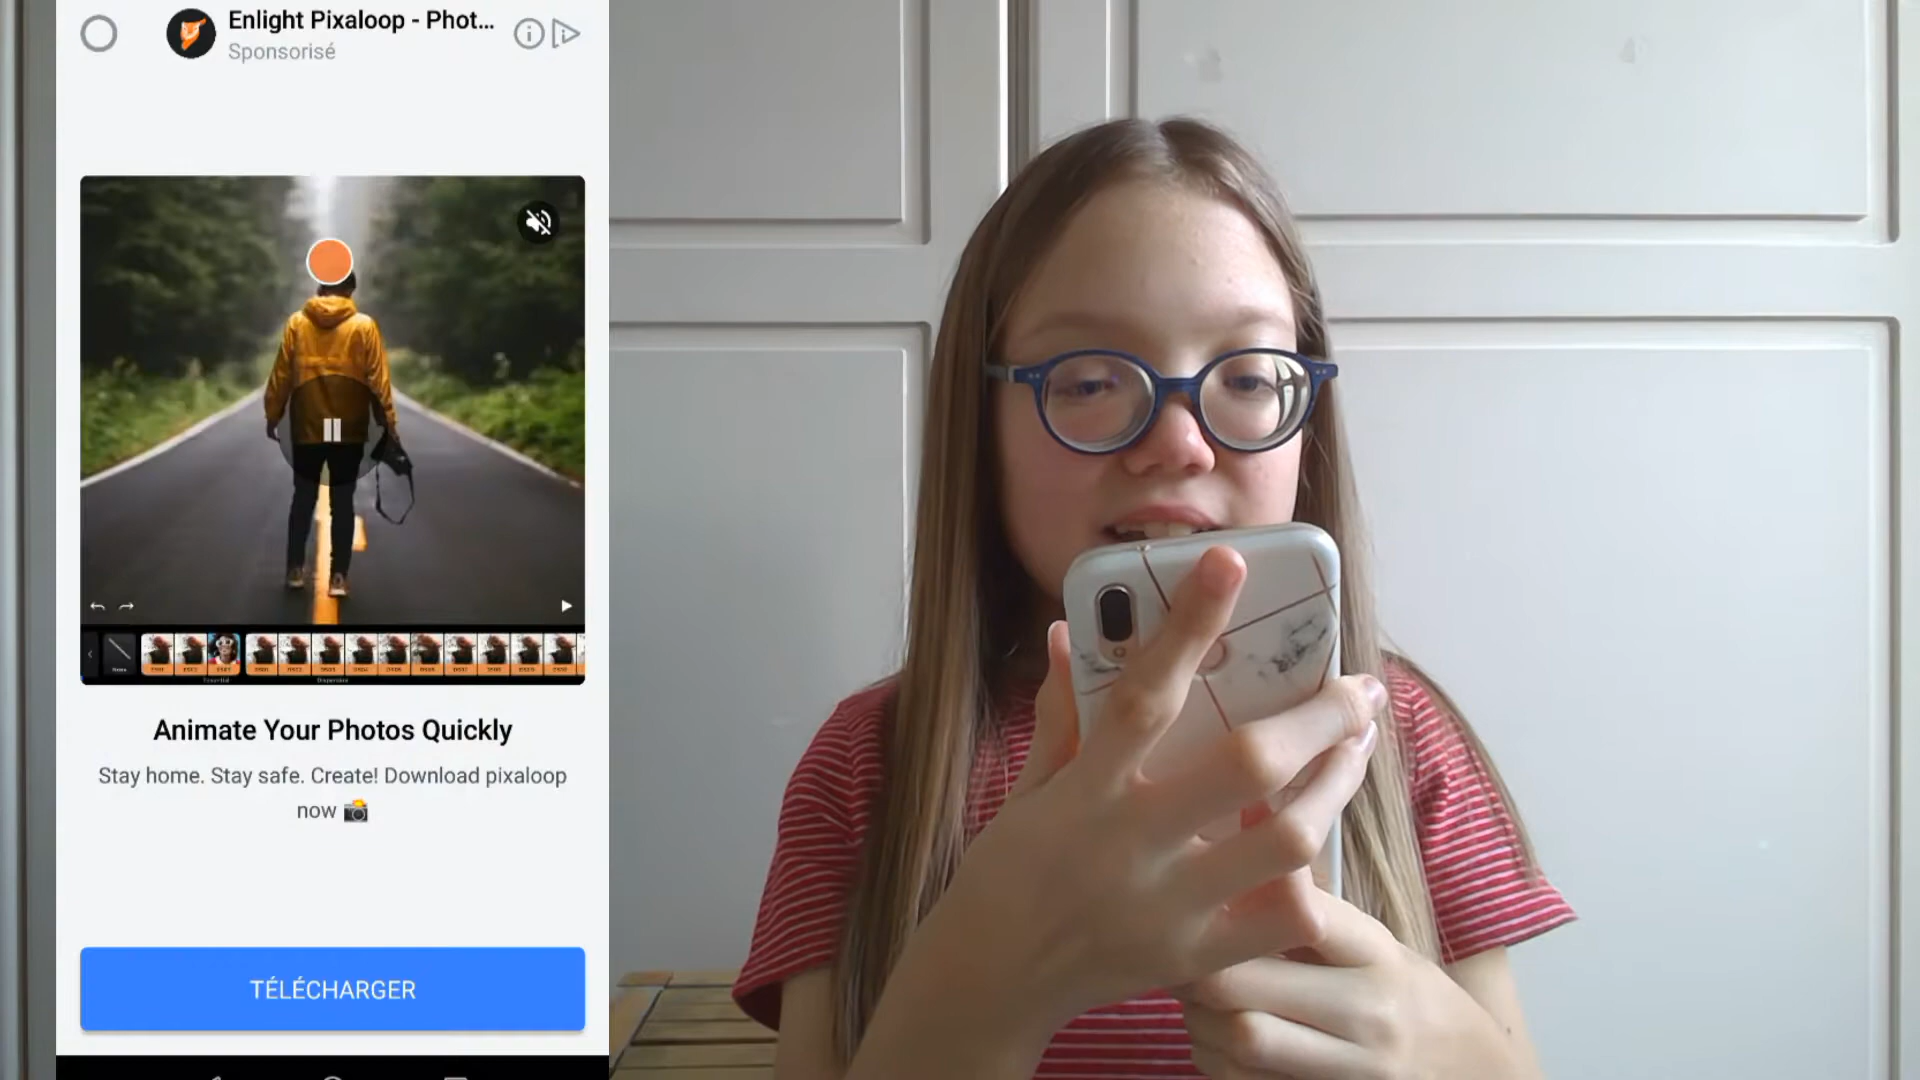 Enlight Pixaloop - Phot...
Sponsorisé
Animate Your Photos Quickly
Stay home. Stay safe. Create! Download pixaloop
now 📸
TÉLÉCHARGER